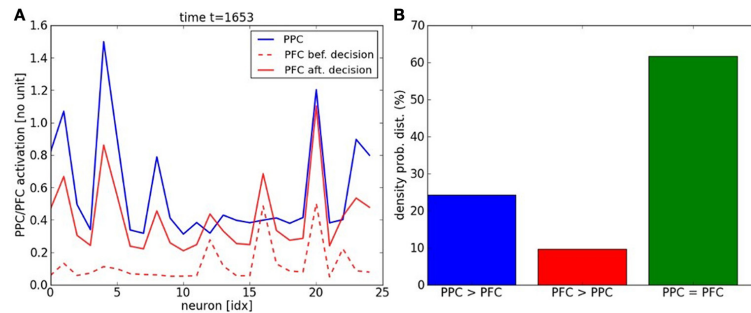 A
time t=1653
PPC/PFC activation [no unit]
1.6
1.4
1.2
1.0
0.8
0.6
0.4
0.2
0.0
PPC
PFC bef. decision
PFC aft. decision
0
5
10
15
20
25
neuron [idx]
B
density prob. dist. (%)
70
60
50
40
30
20
10
0
PPC > PFC
PFC > PPC
PPC = PFC